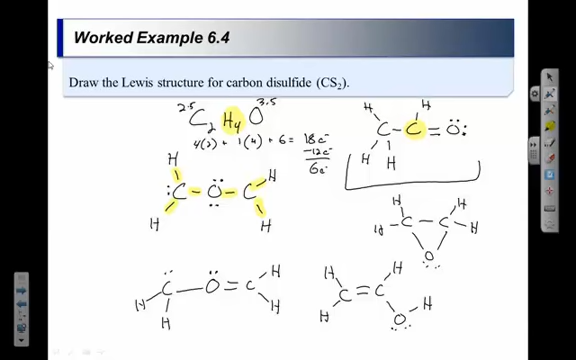 Worked Example 6.4
Draw the Lewis structure for carbon disulfide (CS₂).
2.5 3.5
C₂ H₄ O
4(2) + 1(4) + 6 = 18e⁻
-12e⁻
6e⁻
H H
C - C = Ö:
H H
H H
:C - Ö - C
H H
H H
H C - C H
O
C̈ - Ö = C H
H H H
H H
C = C
H O H